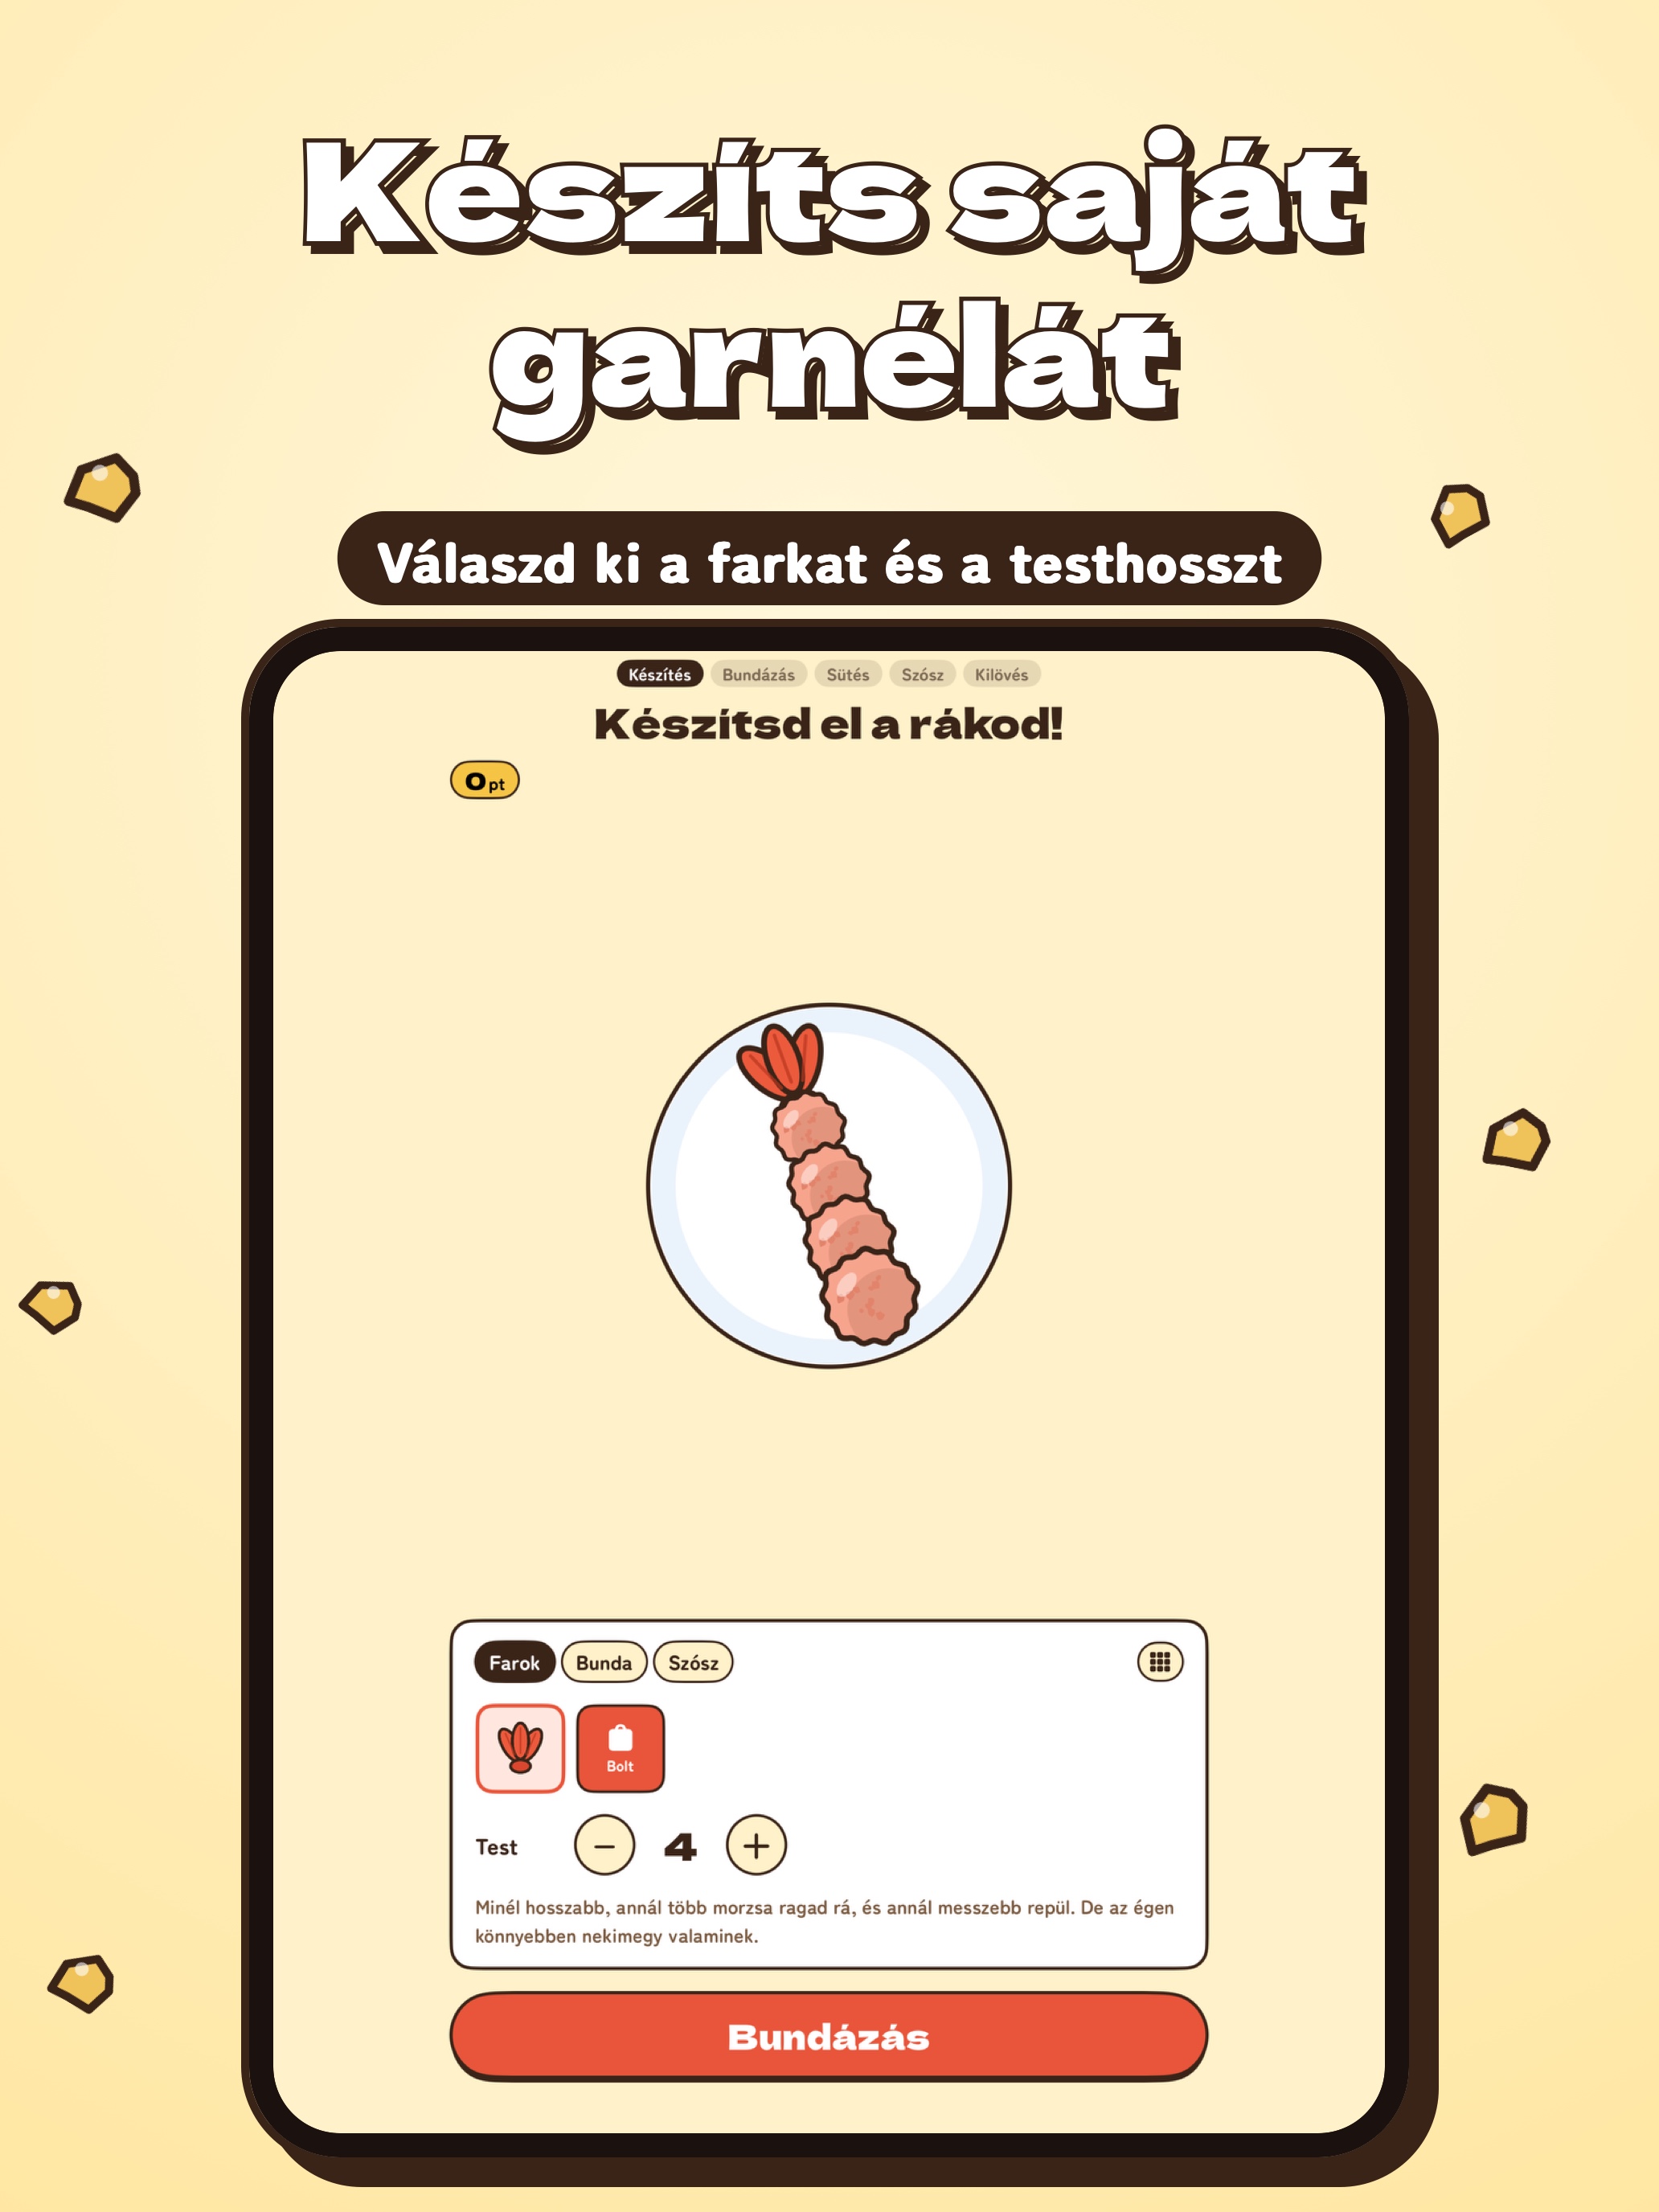 Készíts saját
garnélát
Válaszd ki a farkat és a testhosszt
Készítés Bundázás Sütés Szósz Kilövés
Készítsd el a rákod!
0 pt
Farok Bunda Szósz
Bolt
Test − 4 +
Minél hosszabb, annál több morzsa ragad rá, és annál messzebb repül. De az égen
könnyebben nekimegy valaminek.
Bundázás